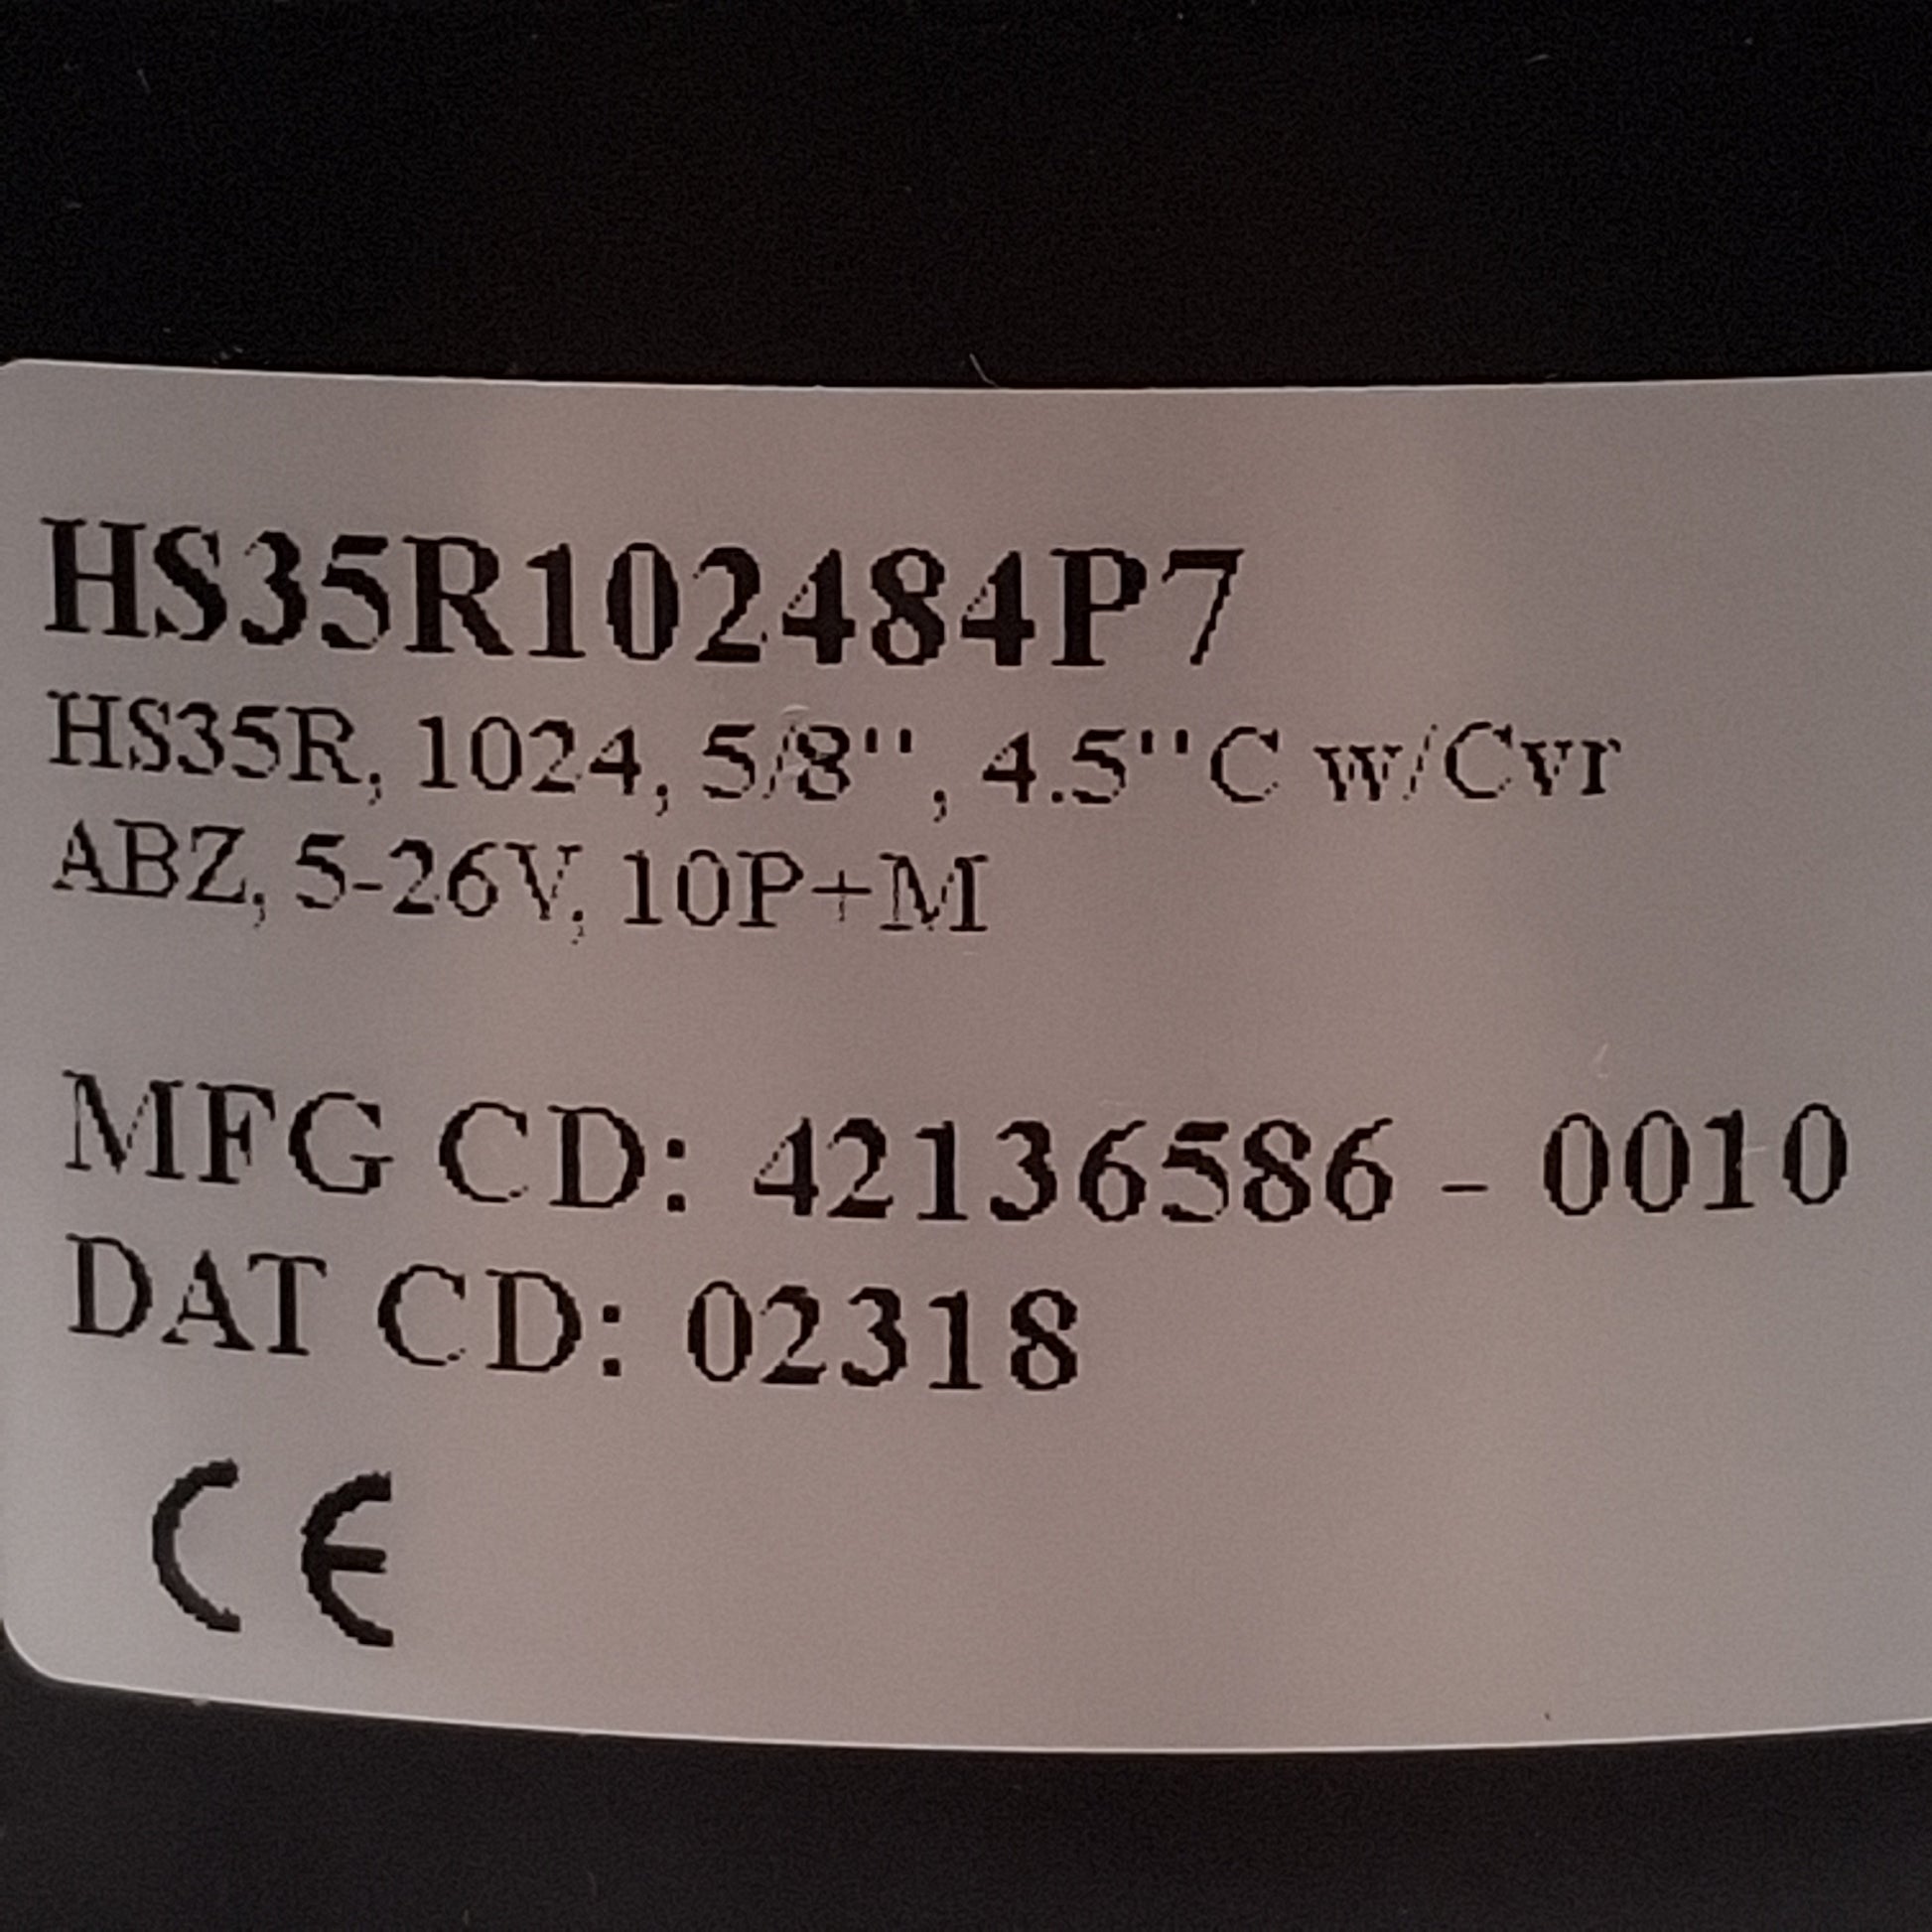 HS35R102484P7
HS35R, 1024, 5/8", 4.5"C w/Cvr
ABZ, 5-26V, 10P+M
MFG CD: 42136586 - 0010
DAT CD: 02318
CE